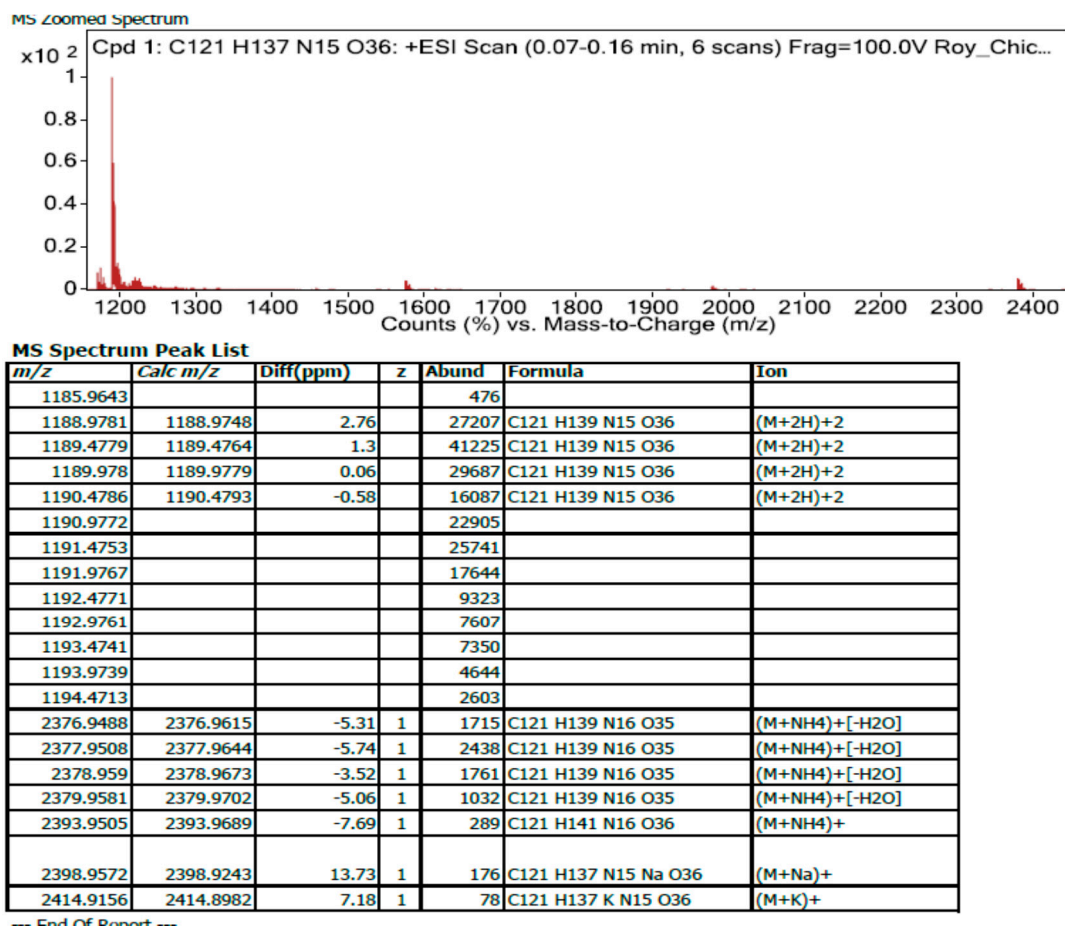 MS Zoomed Spectrum
x10 2
Cpd 1: C121 H137 N15 O36: +ESI Scan (0.07-0.16 min, 6 scans) Frag=100.0V Roy_Chic...
1
0.8
0.6
0.4
0.2
0
1200 1300 1400 1500 1600 1700 1800 1900 2000 2100 2200 2300 2400
Counts (%) vs. Mass-to-Charge (m/z)
MS Spectrum Peak List
m/z Calc m/z Diff(ppm) z Abund Formula Ion
1185.9643 476
1188.9781 1188.9748 2.76 27207 C121 H139 N15 O36 (M+2H)+2
1189.4779 1189.4764 1.3 41225 C121 H139 N15 O36 (M+2H)+2
1189.978 1189.9779 0.06 29687 C121 H139 N15 O36 (M+2H)+2
1190.4786 1190.4793 -0.58 16087 C121 H139 N15 O36 (M+2H)+2
1190.9772 22905
1191.4753 25741
1191.9767 17644
1192.4771 9323
1192.9761 7607
1193.4741 7350
1193.9739 4644
1194.4713 2603
2376.9488 2376.9615 -5.31 1 1715 C121 H139 N16 O35 (M+NH4)+[-H2O]
2377.9508 2377.9644 -5.74 1 2438 C121 H139 N16 O35 (M+NH4)+[-H2O]
2378.959 2378.9673 -3.52 1 1761 C121 H139 N16 O35 (M+NH4)+[-H2O]
2379.9581 2379.9702 -5.06 1 1032 C121 H139 N16 O35 (M+NH4)+[-H2O]
2393.9505 2393.9689 -7.69 1 289 C121 H141 N16 O36 (M+NH4)+
2398.9572 2398.9243 13.73 1 176 C121 H137 N15 Na O36 (M+Na)+
2414.9156 2414.8982 7.18 1 78 C121 H137 K N15 O36 (M+K)+
--- End Of Report ---